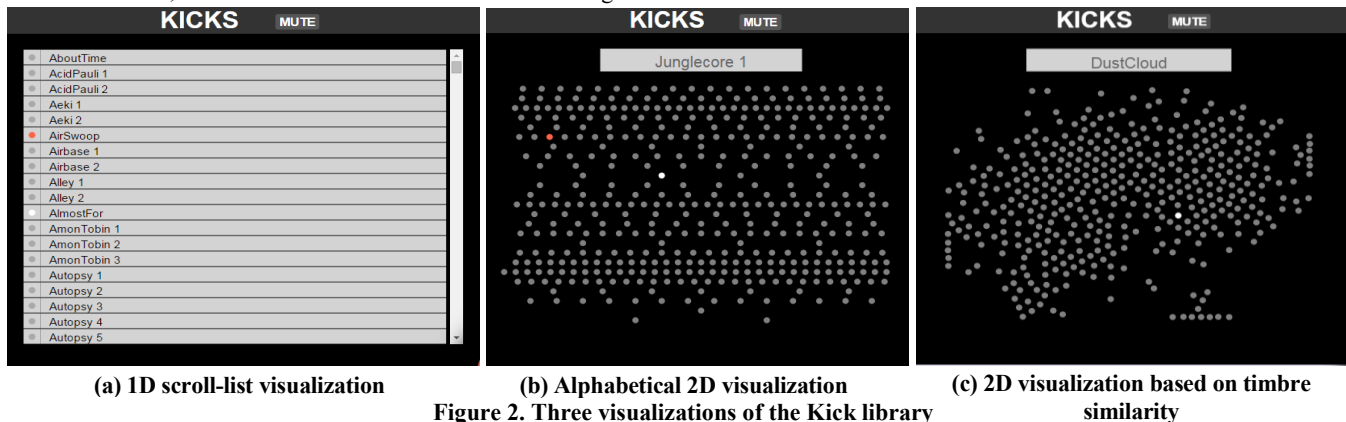 KICKS MUTE
AboutTime
AcidPauli 1
AcidPauli 2
Aeki 1
Aeki 2
AirSwoop
Airbase 1
Airbase 2
Alley 1
Alley 2
AlmostFor
AmonTobin 1
AmonTobin 2
AmonTobin 3
Autopsy 1
Autopsy 2
Autopsy 3
Autopsy 4
Autopsy 5
(a) 1D scroll-list visualization
KICKS MUTE
Junglecore 1
(b) Alphabetical 2D visualization
KICKS MUTE
DustCloud
(c) 2D visualization based on timbre
similarity
Figure 2. Three visualizations of the Kick library